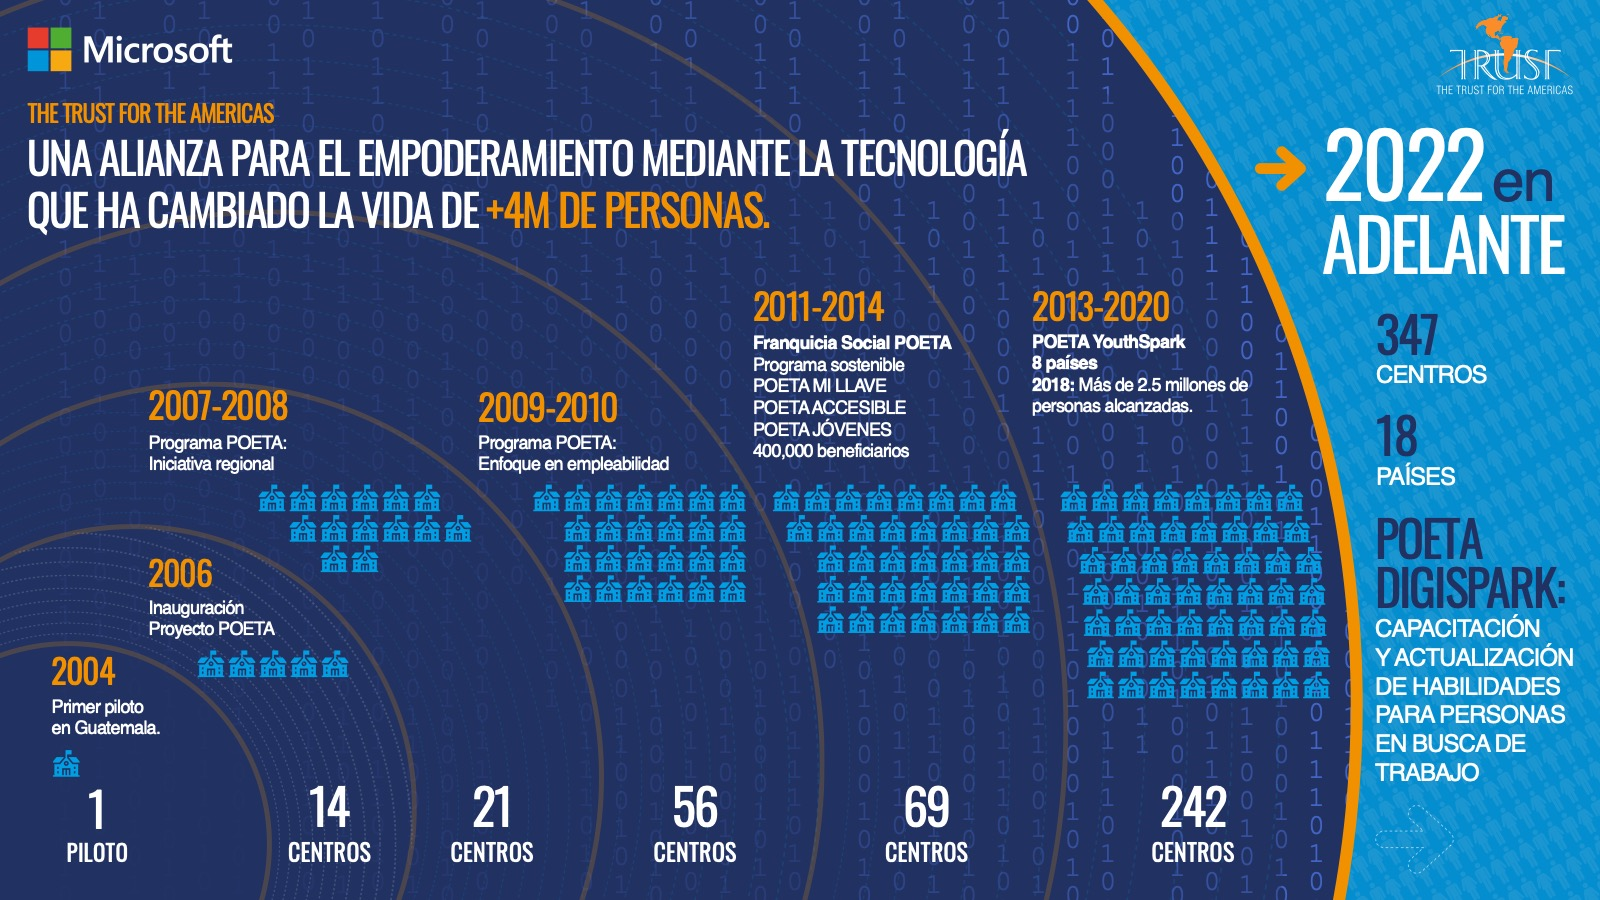 Microsoft
THE TRUST FOR THE AMERICAS
UNA ALIANZA PARA EL EMPODERAMIENTO MEDIANTE LA TECNOLOGÍA
QUE HA CAMBIADO LA VIDA DE +4M DE PERSONAS.
2004
Primer piloto
en Guatemala.
1
PILOTO
2006
Inauguración
Proyecto POETA
14
CENTROS
2007-2008
Programa POETA:
Iniciativa regional
21
CENTROS
2009-2010
Programa POETA:
Enfoque en empleabilidad
56
CENTROS
2011-2014
Franquicia Social POETA
Programa sostenible
POETA MI LLAVE
POETA ACCESIBLE
POETA JÓVENES
400,000 beneficiarios
69
CENTROS
2013-2020
POETA YouthSpark
8 países
2018: Más de 2.5 millones de
personas alcanzadas.
242
CENTROS
TRUST
THE TRUST FOR THE AMERICAS
2022 en
ADELANTE
347
CENTROS
18
PAÍSES
POETA
DIGISPARK:
CAPACITACIÓN
Y ACTUALIZACIÓN
DE HABILIDADES
PARA PERSONAS
EN BUSCA DE
TRABAJO